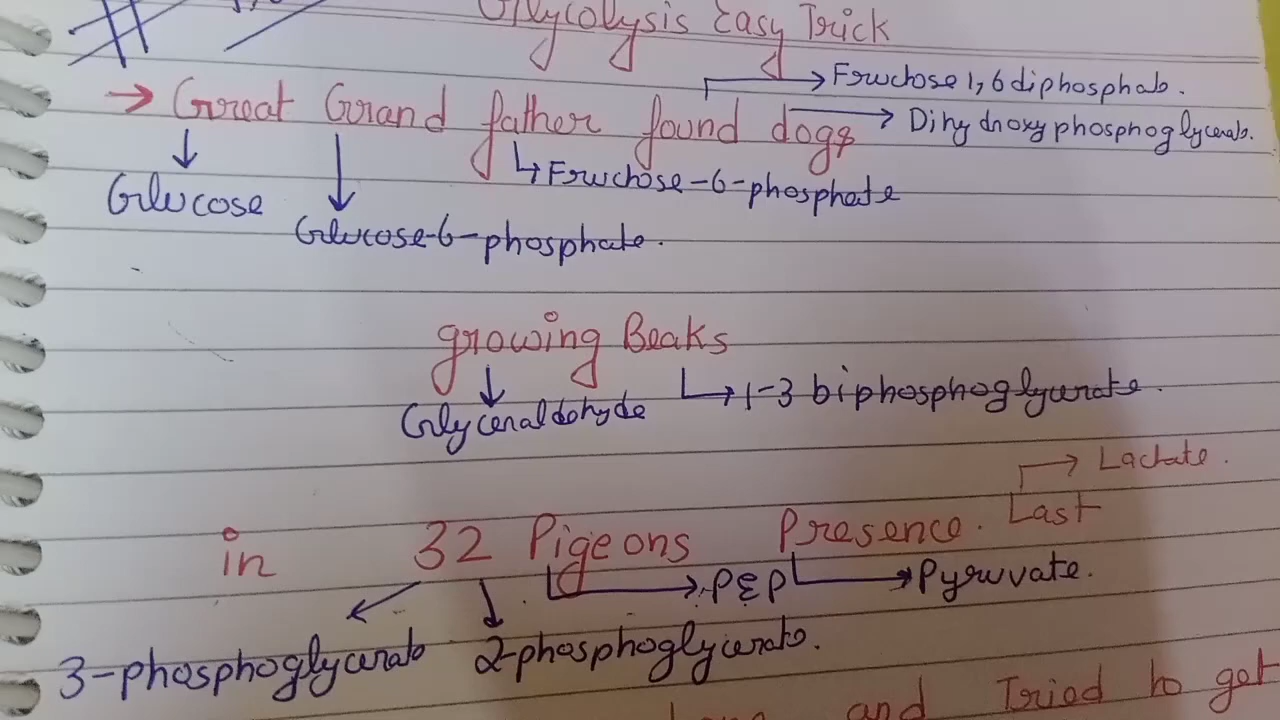 Glycolysis Easy Trick
→ Fructose 1,6 diphosphate.
→ Great Grand father found dogs → Dihydroxyphosphoglycerate.
↳ Fructose-6-phosphate
Glucose
Glucose-6-phosphate.
growing Beaks
Glyceraldehyde → 1-3 biphosphoglycerate.
→ Lactate.
in 32 Pigeons Presence. Last
→ PEP → Pyruvate.
3-phosphoglycerate 2-phosphoglycerate.
and Tried to get